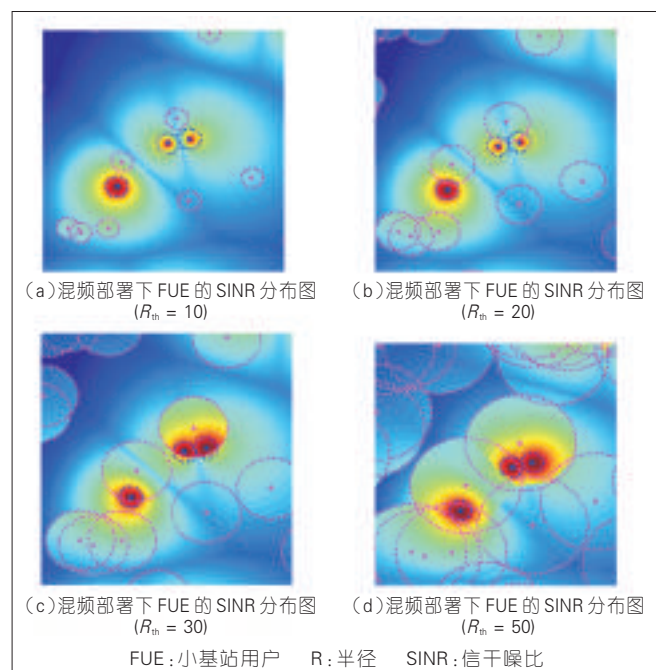 (a)混频部署下 FUE 的 SINR 分布图
(Rth = 10)
(b)混频部署下 FUE 的 SINR 分布图
(Rth = 20)
(c)混频部署下 FUE 的 SINR 分布图
(Rth = 30)
(d)混频部署下 FUE 的 SINR 分布图
(Rth = 50)
FUE:小基站用户 R:半径 SINR:信干噪比